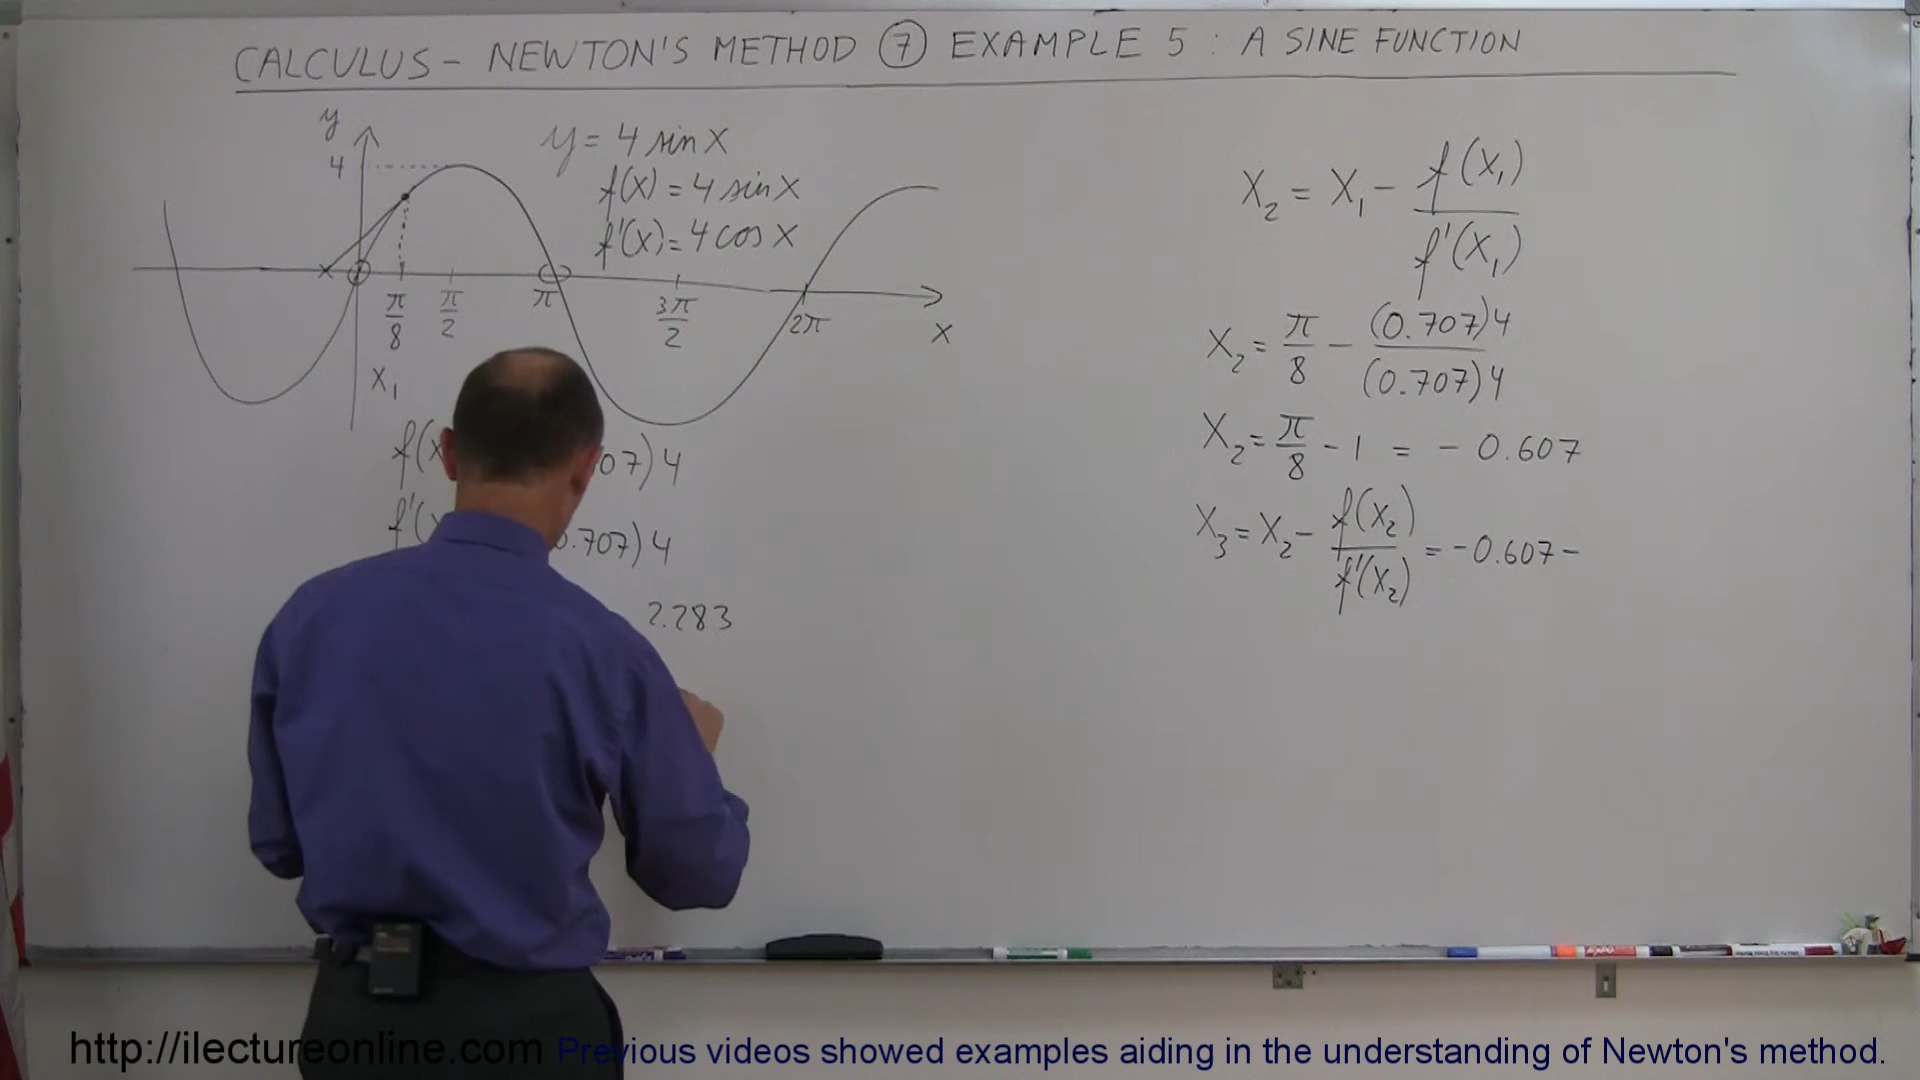 CALCULUS - NEWTON'S METHOD ⑦ EXAMPLE 5 : A SINE FUNCTION
y
4
y = 4 sin x
f(x) = 4 sin x
f'(x) = 4 cos x
π/8
π/2
π
3π/2
2π
x
x₁
f(x 07)4
f'(x 0.707)4
2.283
x₂ = x₁ - f(x₁)/f'(x₁)
x₂ = π/8 - (0.707)4/(0.707)4
x₂ = π/8 - 1 = - 0.607
x₃ = x₂ - f(x₂)/f'(x₂) = -0.607 -
http://ilectureonline.com Previous videos showed examples aiding in the understanding of Newton's method.